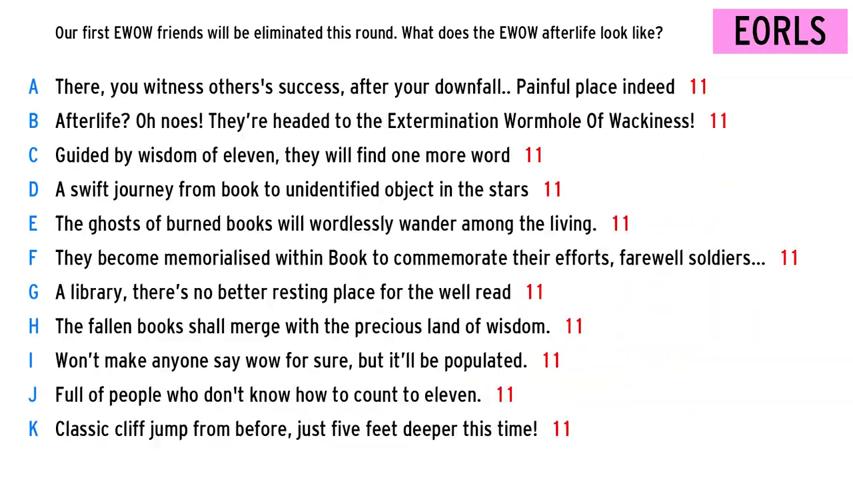 Our first EWOW friends will be eliminated this round. What does the EWOW afterlife look like?
EORLS
A There, you witness others's success, after your downfall.. Painful place indeed 11
B Afterlife? Oh noes! They're headed to the Extermination Wormhole Of Wackiness! 11
C Guided by wisdom of eleven, they will find one more word 11
D A swift journey from book to unidentified object in the stars 11
E The ghosts of burned books will wordlessly wander among the living. 11
F They become memorialised within Book to commemorate their efforts, farewell soldiers... 11
G A library, there's no better resting place for the well read 11
H The fallen books shall merge with the precious land of wisdom. 11
I Won't make anyone say wow for sure, but it'll be populated. 11
J Full of people who don't know how to count to eleven. 11
K Classic cliff jump from before, just five feet deeper this time! 11